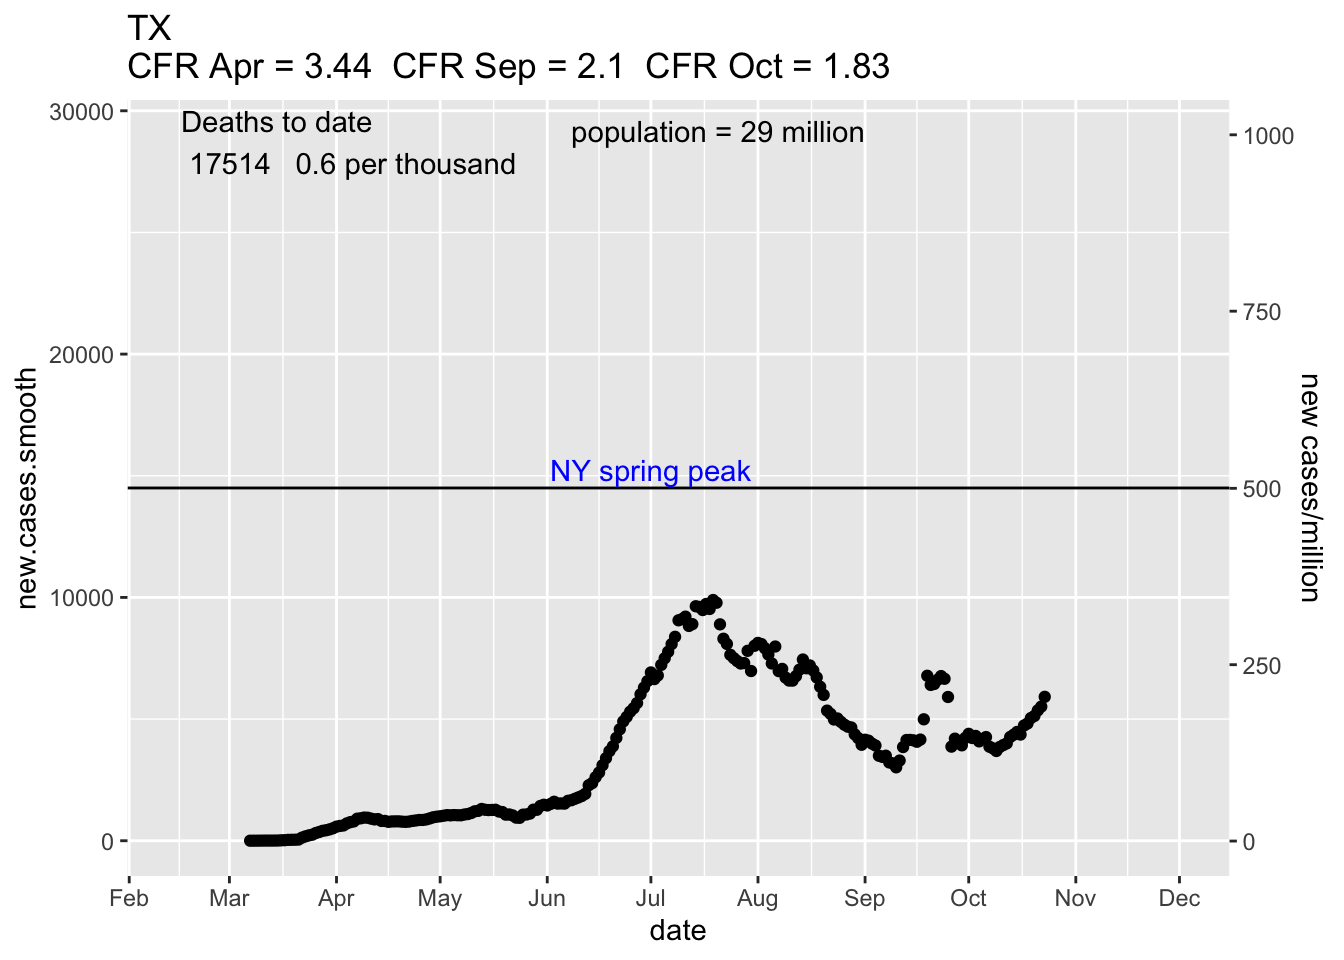 TX
CFR Apr = 3.44  CFR Sep = 2.1  CFR Oct = 1.83
Deaths to date
17514   0.6 per thousand
population = 29 million
NY spring peak
new.cases.smooth
30000
20000
10000
0
new cases/million
1000
750
500
250
0
Feb Mar Apr May Jun Jul Aug Sep Oct Nov Dec
date